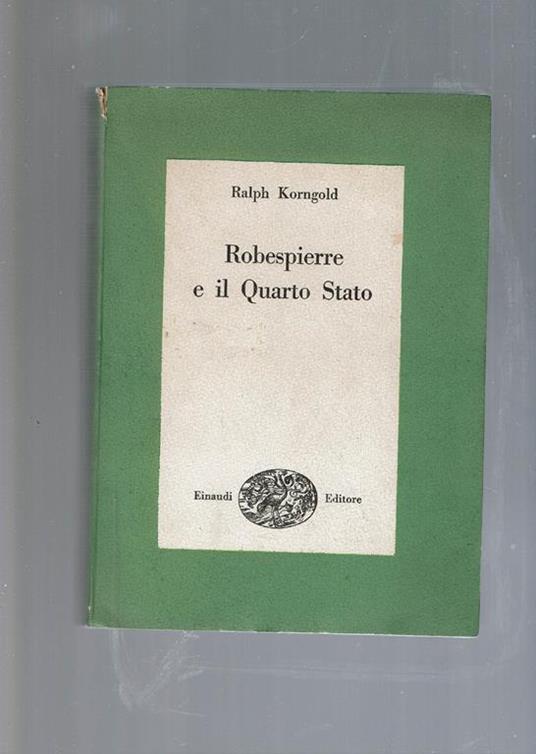 Ralph Korngold
Robespierre
e il Quarto Stato
Einaudi Editore